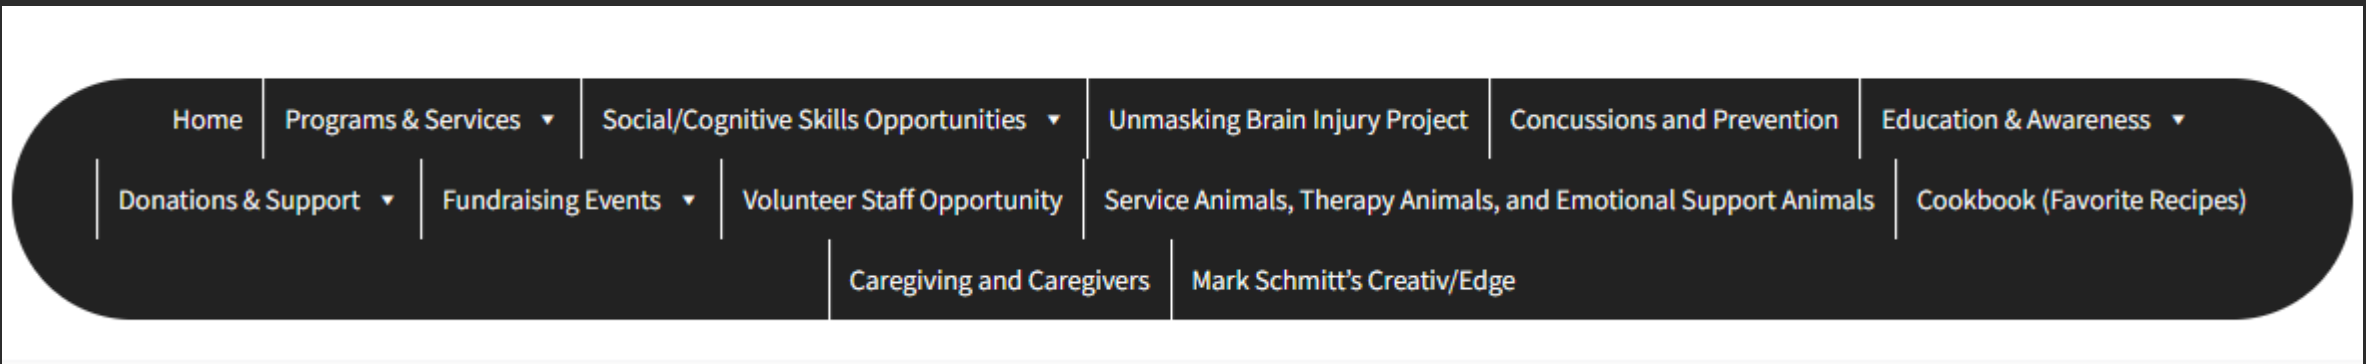 Home Programs & Services ▼ Social/Cognitive Skills Opportunities ▼ Unmasking Brain Injury Project Concussions and Prevention Education & Awareness ▼
Donations & Support ▼ Fundraising Events ▼ Volunteer Staff Opportunity Service Animals, Therapy Animals, and Emotional Support Animals Cookbook (Favorite Recipes)
Caregiving and Caregivers Mark Schmitt’s Creativ/Edge